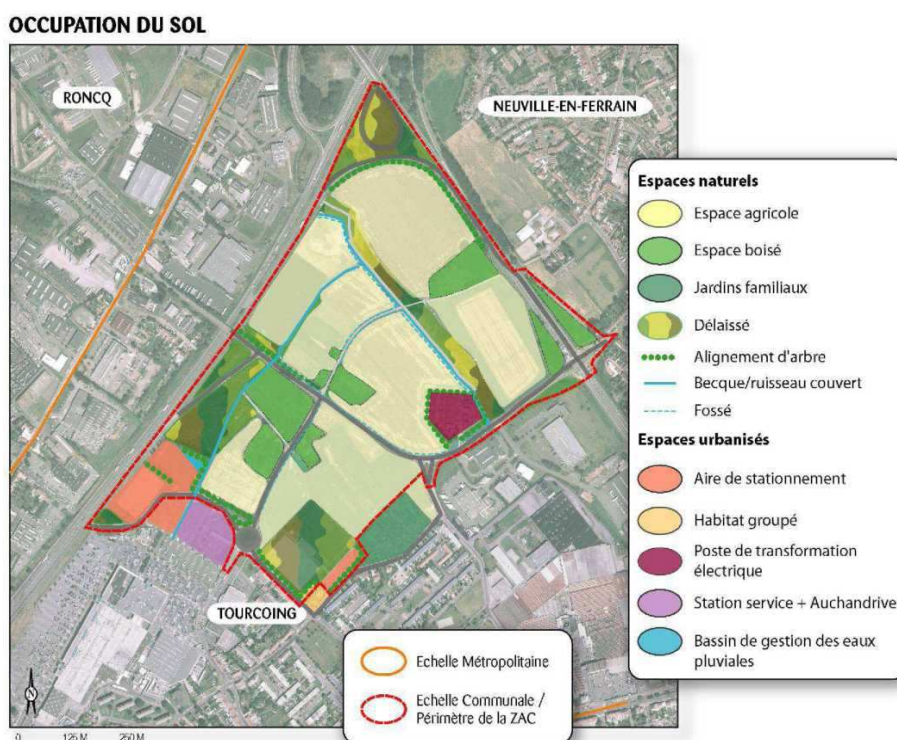 OCCUPATION DU SOL
RONCQ
NEUVILLE-EN-FERRAIN
TOURCOING
Espaces naturels
Espace agricole
Espace boisé
Jardins familiaux
Délaissé
Alignement d'arbre
Becque/ruisseau couvert
Fossé
Espaces urbanisés
Aire de stationnement
Habitat groupé
Poste de transformation
électrique
Station service + Auchandrive
Bassin de gestion des eaux
pluviales
Echelle Métropolitaine
Echelle Communale /
Périmètre de la ZAC
N
0 125 M 250 M